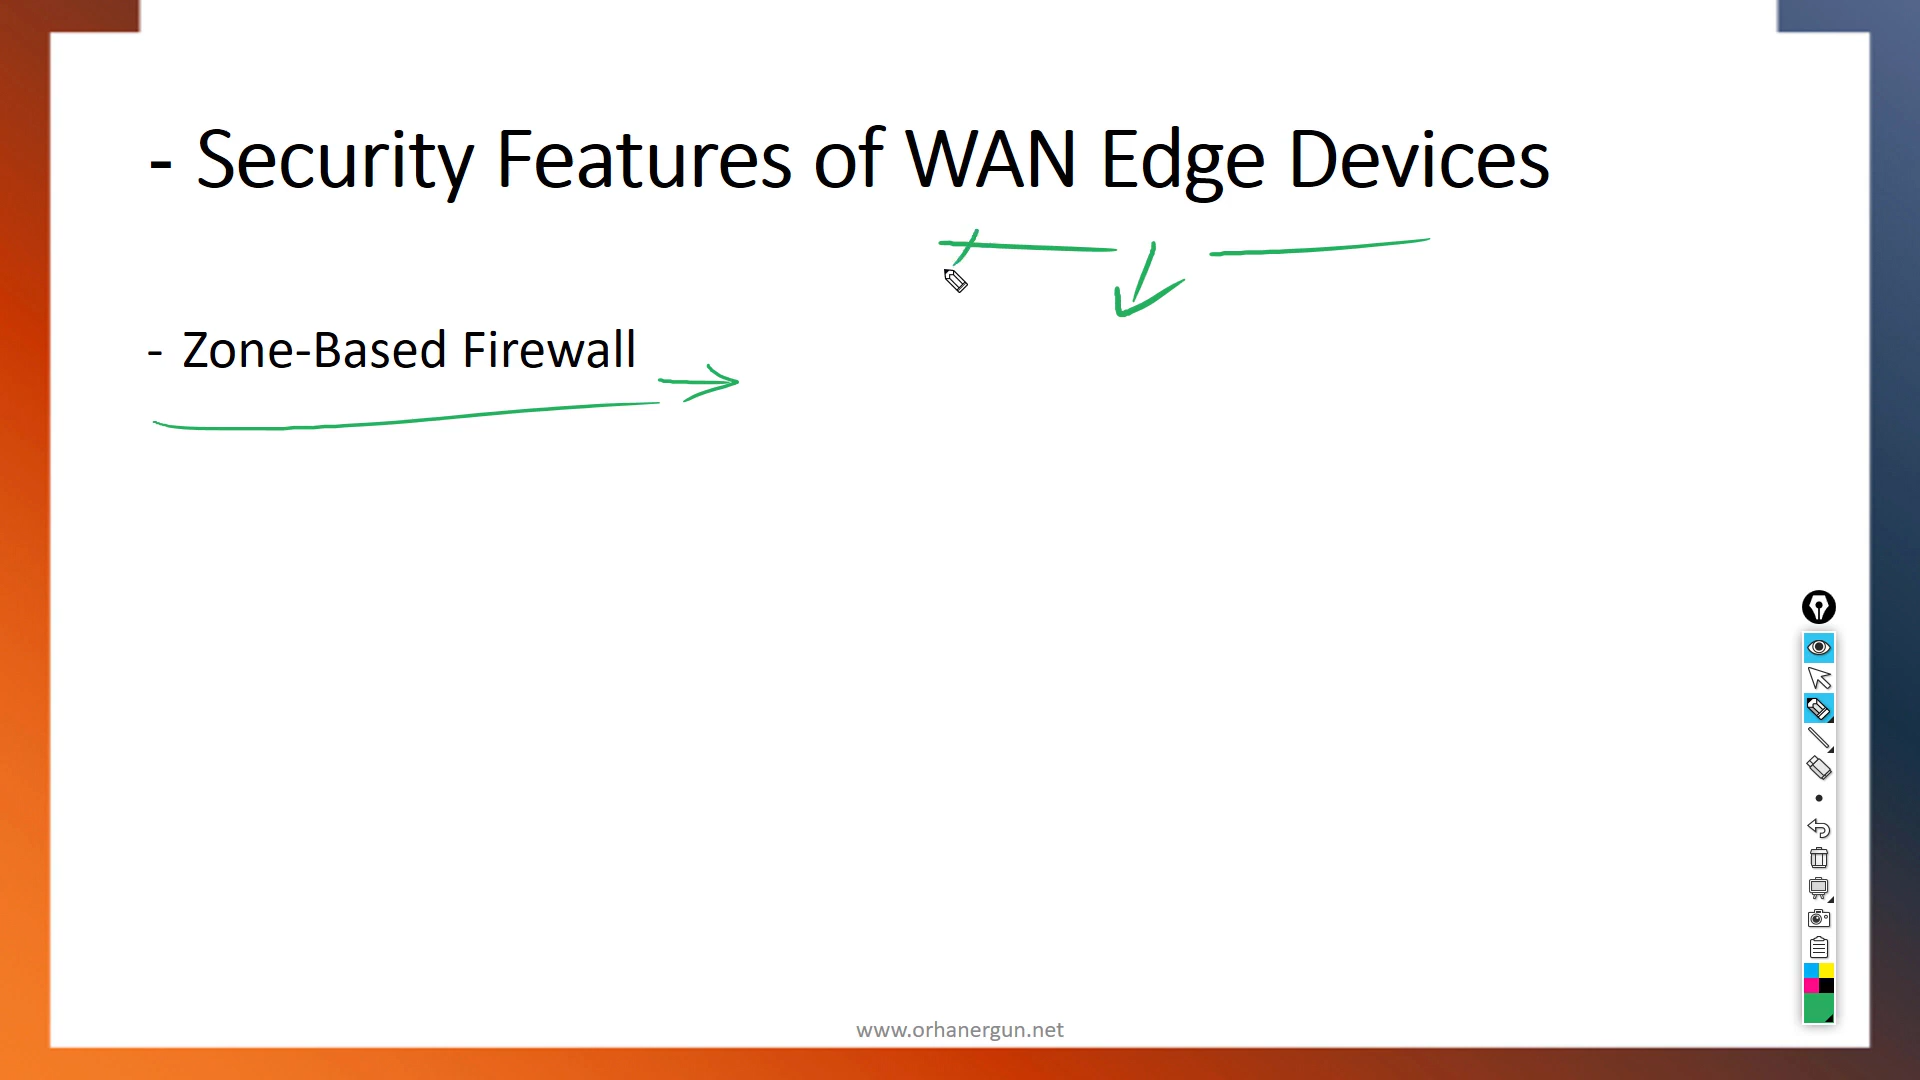 - Security Features of WAN Edge Devices
- Zone-Based Firewall
www.orhanergun.net